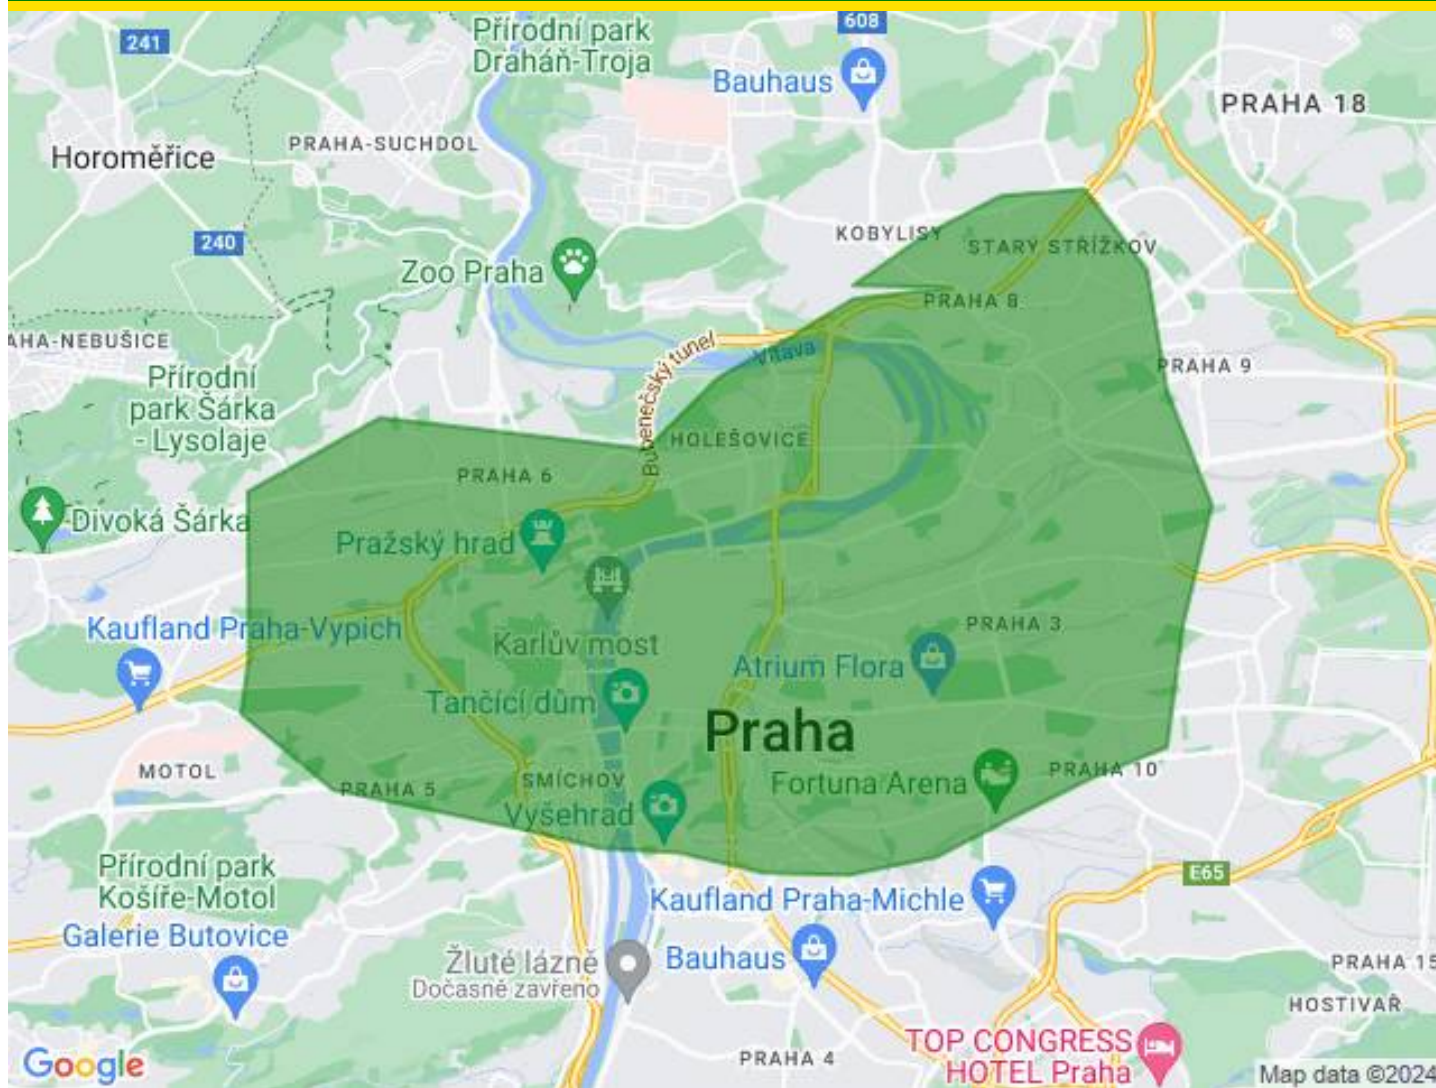 241
Přírodní park
Draháň-Troja
608
Bauhaus
PRAHA 18
PRAHA-SUCHDOL
Horoměřice
240
KOBYLISY
STARÝ STŘÍŽKOV
Zoo Praha
PRAHA 8
AHA-NEBUŠICE
Bubenečský tunel
Vltava
PRAHA 9
Přírodní
park Šárka
- Lysolaje
HOLEŠOVICE
PRAHA 6
Divoká Šárka
Pražský hrad
Kaufland Praha-Vypich
Karlův most
PRAHA 3
Atrium Flora
Tančící dům
Praha
MOTOL
PRAHA 5
SMÍCHOV
Fortuna Arena
PRAHA 10
Vyšehrad
Přírodní park
Košíře-Motol
E65
Kaufland Praha-Michle
Galerie Butovice
Žluté lázně
Dočasně zavřeno
Bauhaus
PRAHA 15
HOSTIVAŘ
TOP CONGRESS
HOTEL Praha
PRAHA 4
Google
Map data ©2024